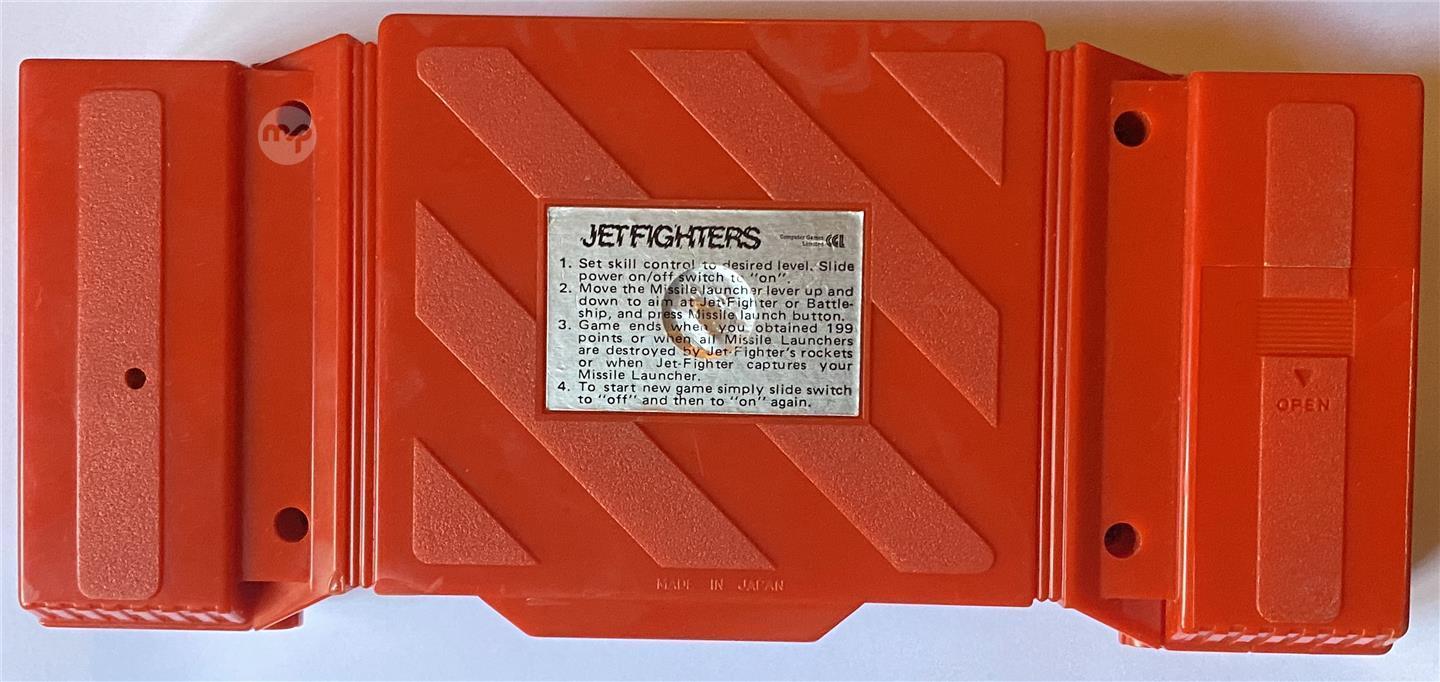 JETFIGHTERS Computer Games Limited CGL
1. Set skill control to desired level. Slide
power on/off switch to "on".
2. Move the Missile launcher lever up and
down to aim at Jet-Fighter or Battle-
ship, and press Missile launch button.
3. Game ends when you obtained 199
points or when all Missile Launchers
are destroyed by Jet-Fighter's rockets
or when Jet-Fighter captures your
Missile Launcher.
4. To start new game simply slide switch
to "off" and then to "on" again.
OPEN
MADE IN JAPAN